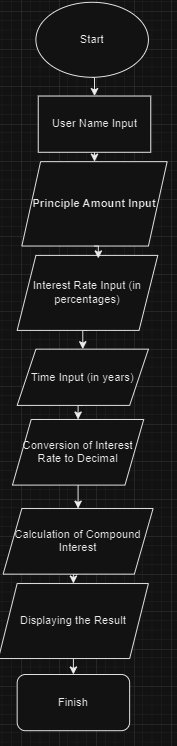 Start
User Name Input
Principle Amount Input
Interest Rate Input (in
percentages)
Time Input (in years)
Conversion of Interest
Rate to Decimal
Calculation of Compound
Interest
Displaying the Result
Finish